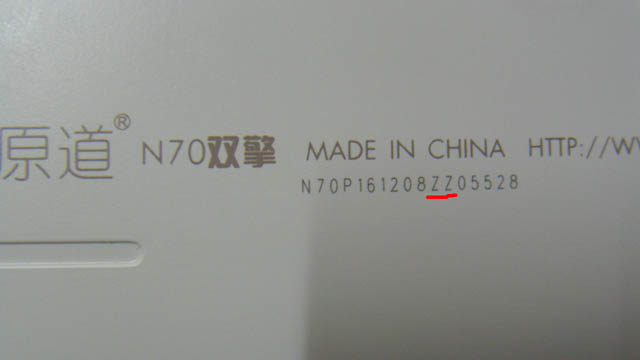 原道® N70双擎 MADE IN CHINA HTTP://W
N70P161208ZZ05528